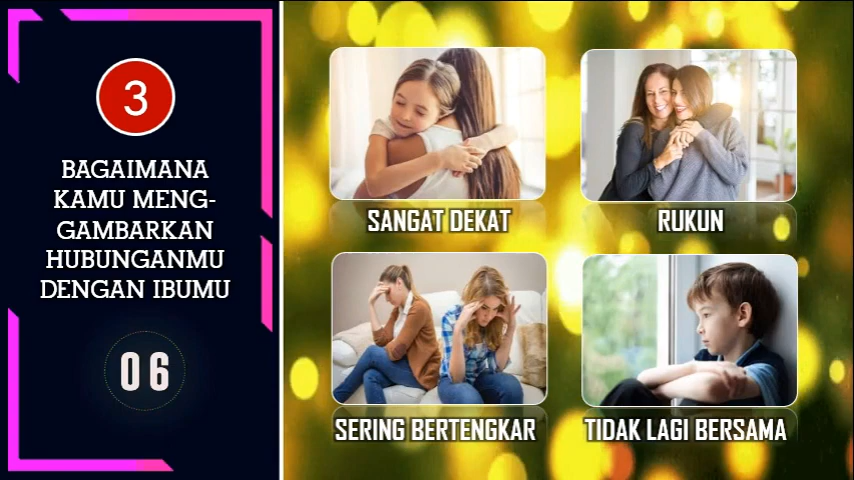 3
BAGAIMANA
KAMU MENG-
GAMBARKAN
HUBUNGANMU
DENGAN IBUMU
06
SANGAT DEKAT
RUKUN
SERING BERTENGKAR
TIDAK LAGI BERSAMA